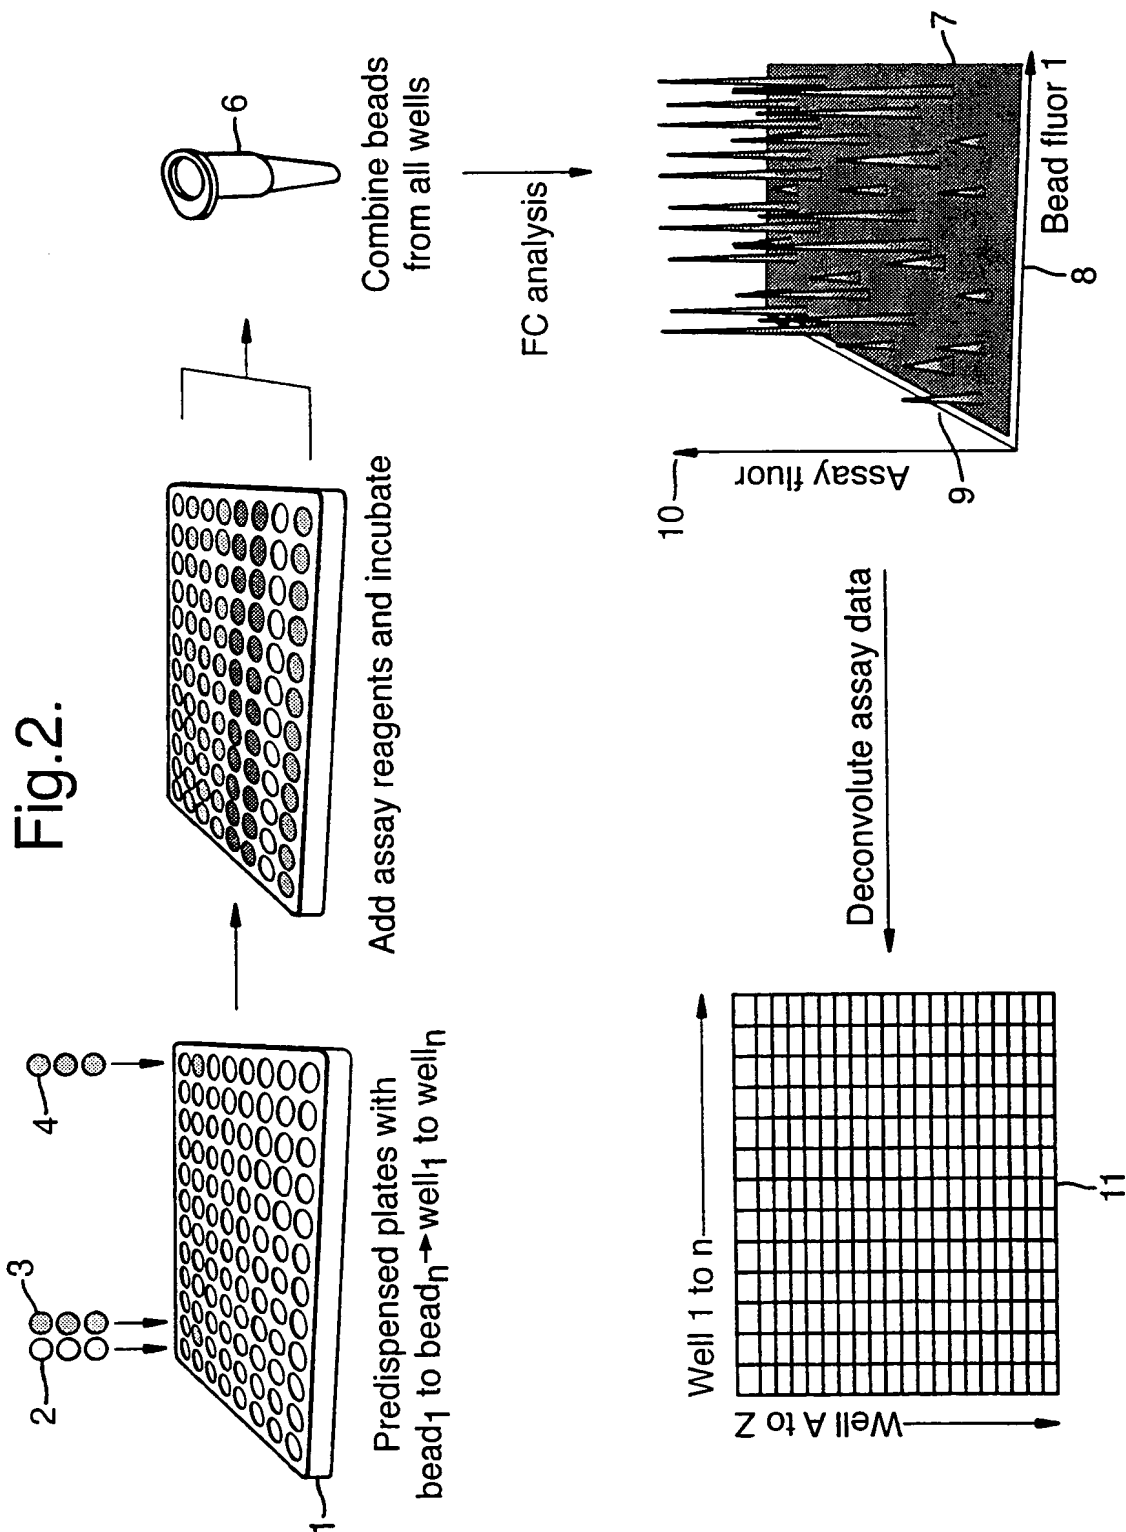 Fig.2.
2
3
4
1
Predispensed plates with
bead1 to beadn→well1 to welln
Add assay reagents and incubate
6
Combine beads
from all wells
FC analysis
10
Assay fluor
9
7
8
Bead fluor 1
Deconvolute assay data
Well 1 to n
Well A to Z
11